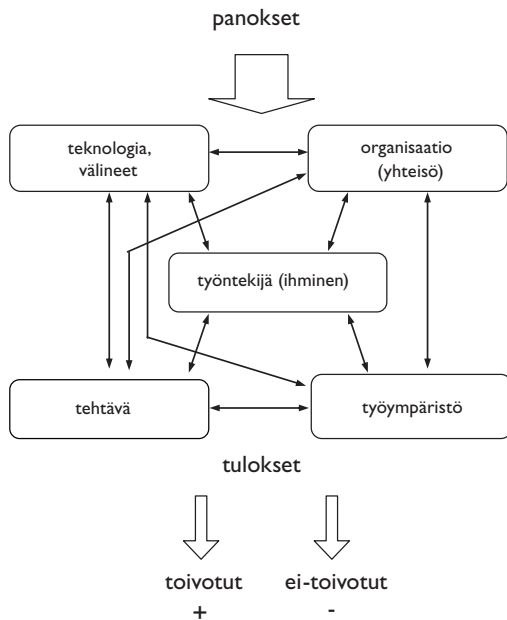 panokset
teknologia,
välineet
organisaatio
(yhteisö)
työntekijä (ihminen)
tehtävä
työympäristö
tulokset
toivotut
ei-toivotut
+
-